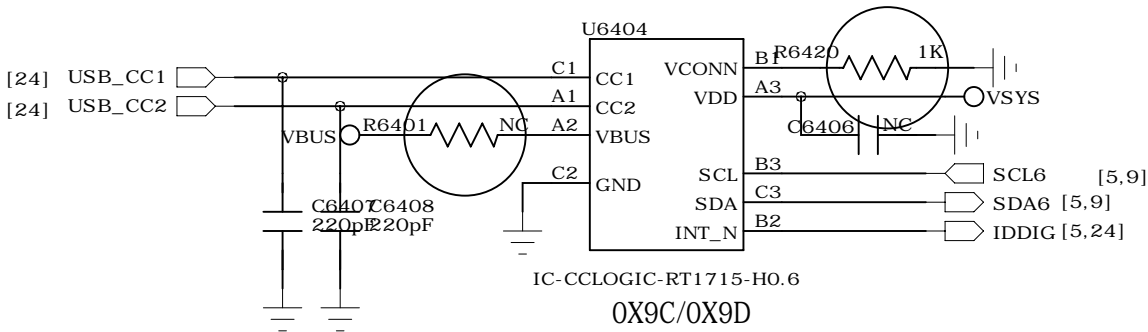 U6404
[24] USB_CC1
[24] USB_CC2
C1 CC1
A1 CC2
VBUS R6401 NC A2 VBUS
C2 GND
C6407 C6408
220pF 220pF
VCONN B1 R6420 1K
VDD A3 VSYS
C6406 NC
SCL B3 SCL6 [5,9]
SDA C3 SDA6 [5,9]
INT_N B2 IDDIG [5,24]
IC-CCLOGIC-RT1715-H0.6
0X9C/0X9D